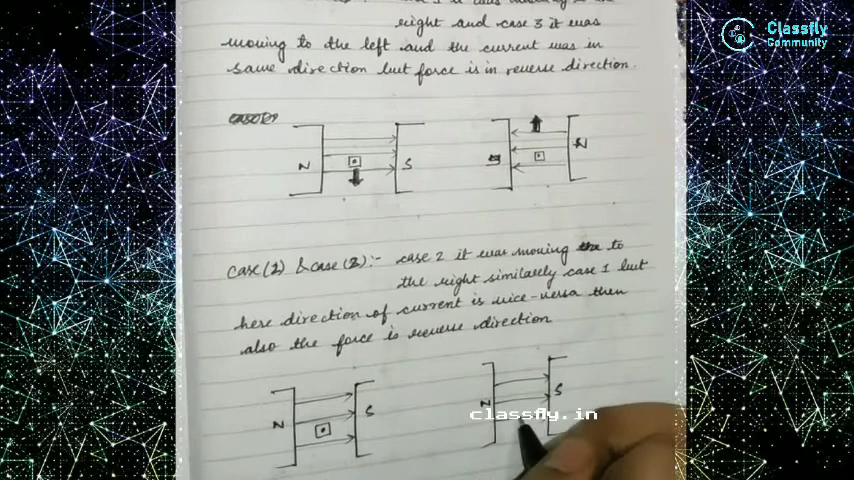 Classfly
Community
right and case 3 it was
moving to the left and the current was in
same direction but force is in reverse direction.
N S S N
case (1) & case (2):- case 2 it was moving to
the right similarly case 1 but
here direction of current is vice-versa then
also the force is reverse direction
N S N S
classfly.in